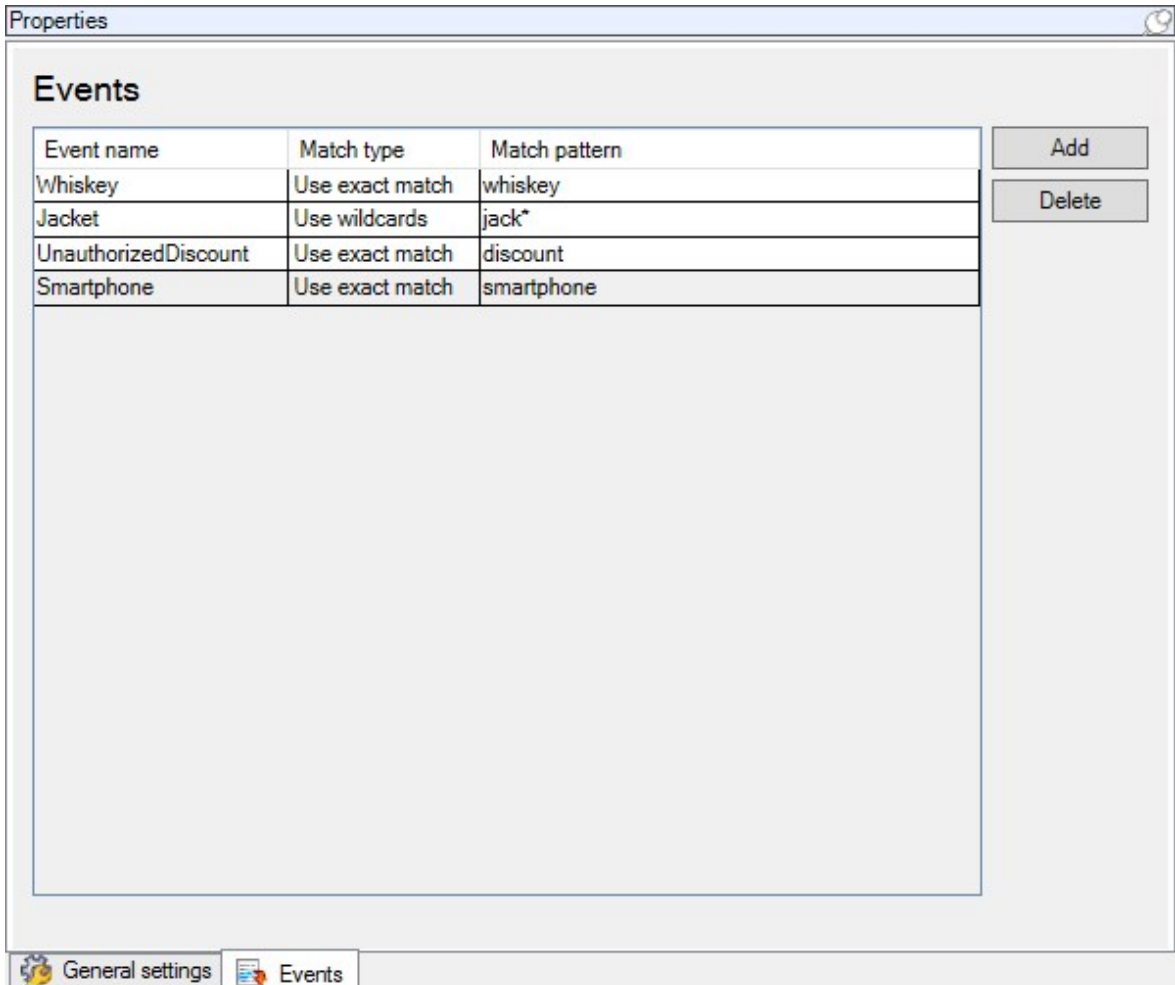 Properties
Events
Event name Match type Match pattern
Add
Whiskey Use exact match whiskey
Delete
Jacket Use wildcards jack*
UnauthorizedDiscount Use exact match discount
Smartphone Use exact match smartphone
General settings Events